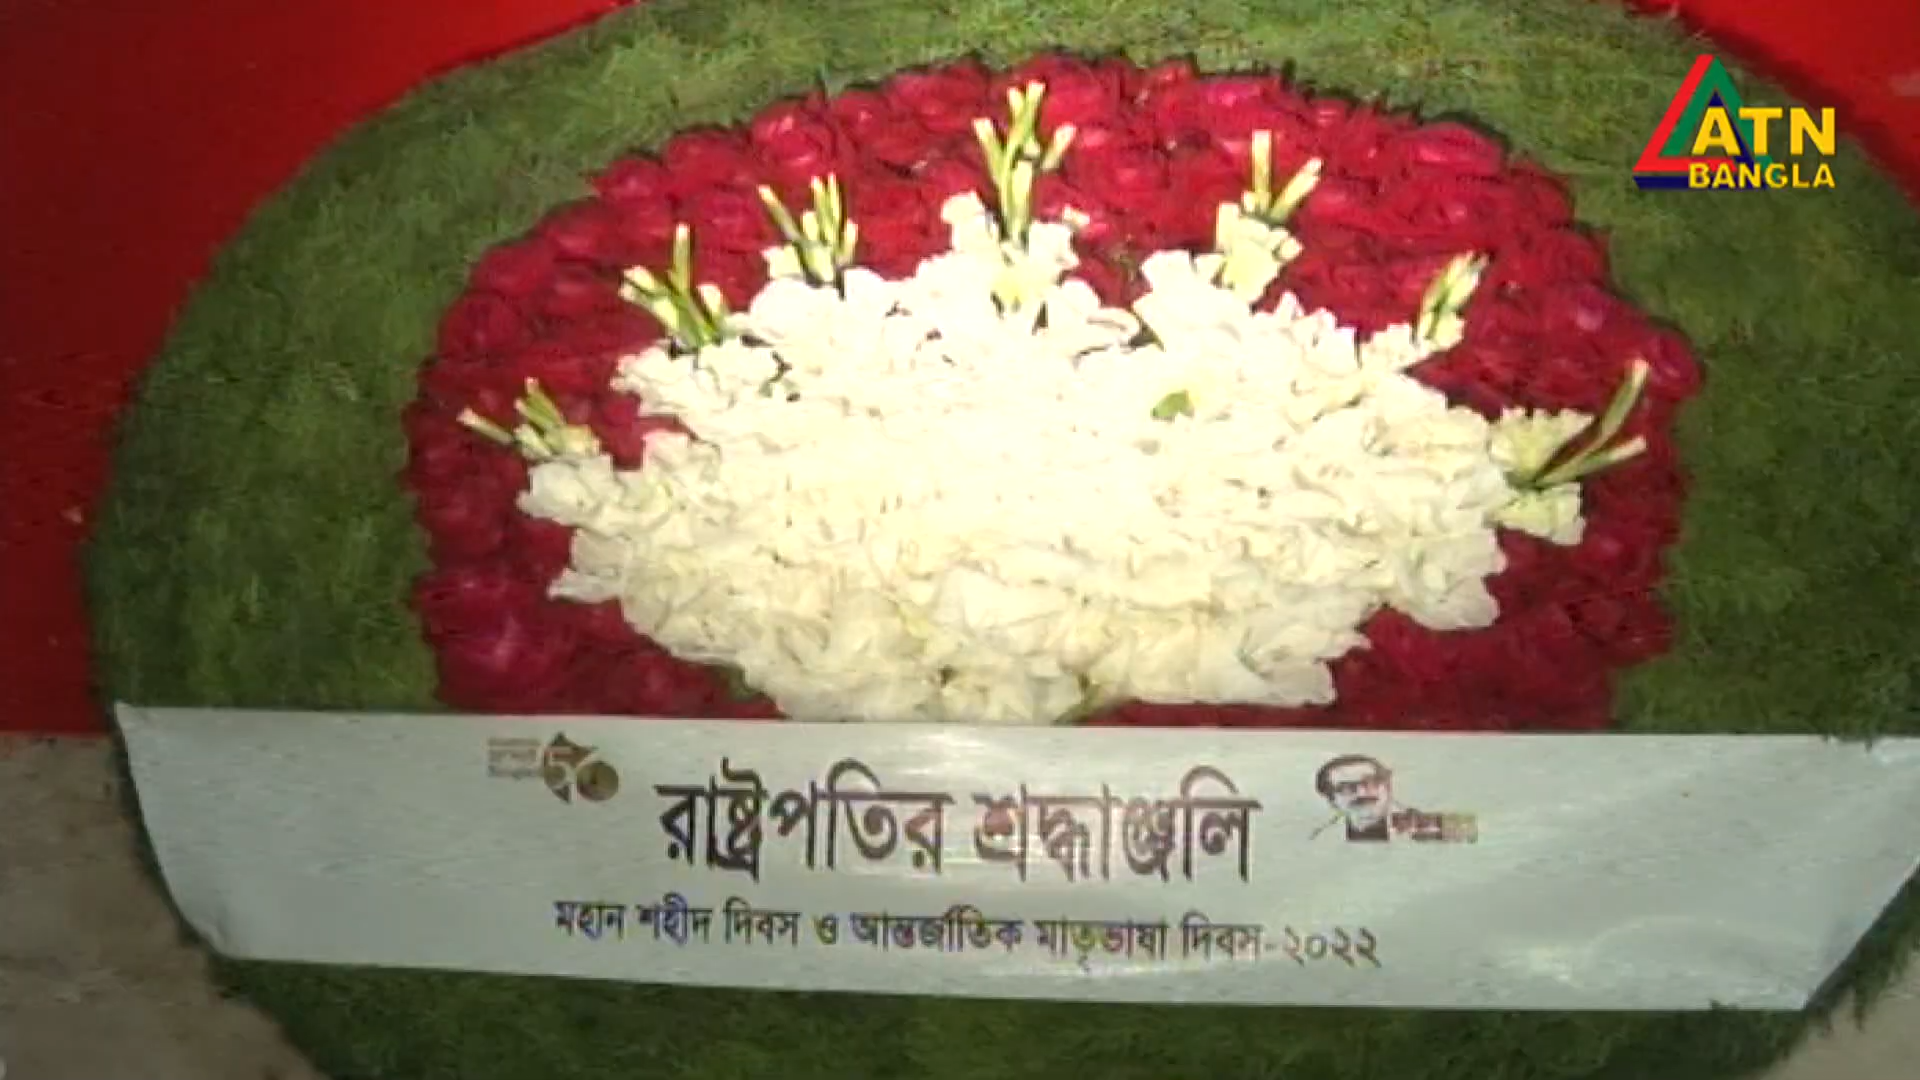 ATN
BANGLA
রাষ্ট্রপতির শ্রদ্ধাঞ্জলি
মহান শহীদ দিবস ও আন্তর্জাতিক মাতৃভাষা দিবস-২০২২